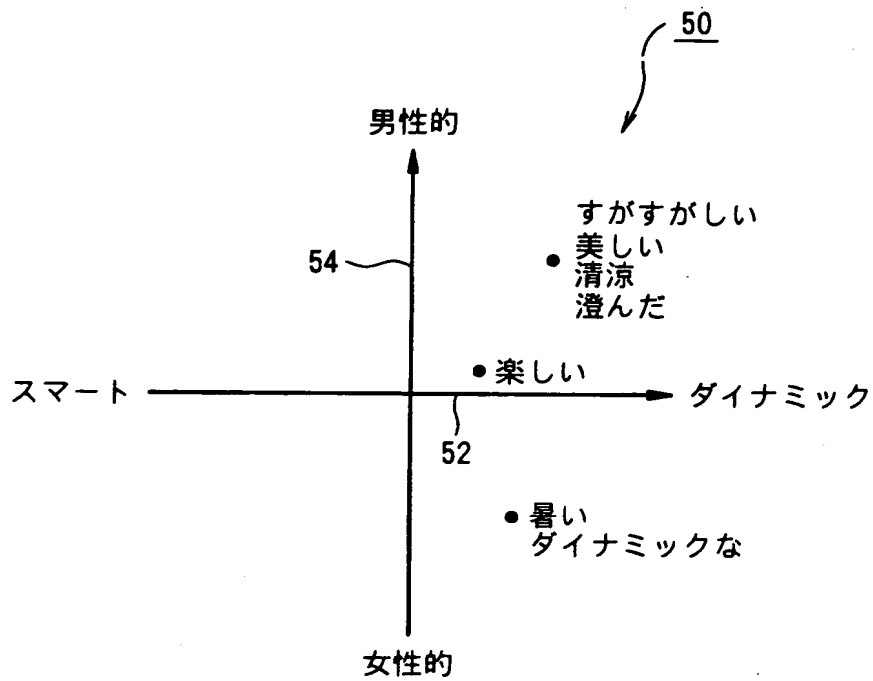 50
男性的
すがすがしい
美しい
清涼
澄んだ
54
楽しい
スマート
ダイナミック
52
暑い
ダイナミックな
女性的